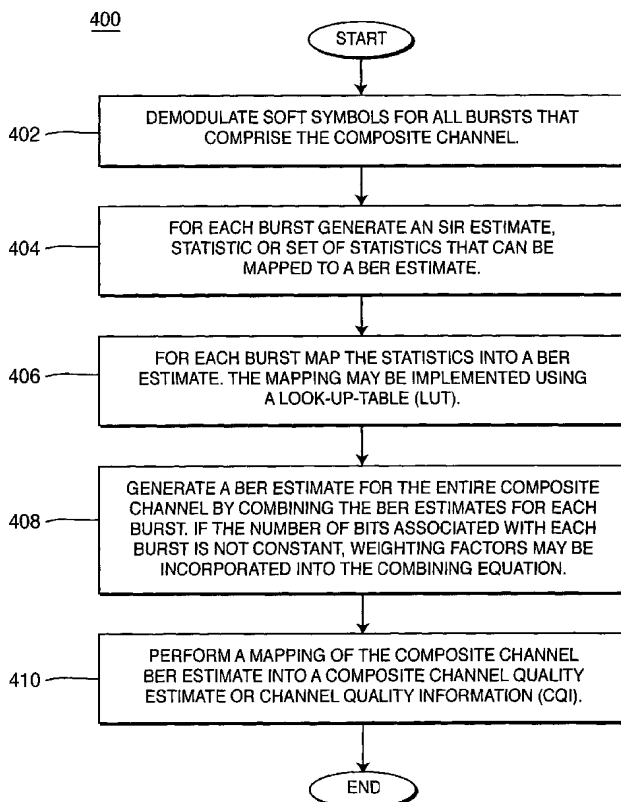 400
START
402
DEMODULATE SOFT SYMBOLS FOR ALL BURSTS THAT
COMPRISE THE COMPOSITE CHANNEL.
404
FOR EACH BURST GENERATE AN SIR ESTIMATE,
STATISTIC OR SET OF STATISTICS THAT CAN BE
MAPPED TO A BER ESTIMATE.
406
FOR EACH BURST MAP THE STATISTICS INTO A BER
ESTIMATE. THE MAPPING MAY BE IMPLEMENTED USING
A LOOK-UP-TABLE (LUT).
408
GENERATE A BER ESTIMATE FOR THE ENTIRE COMPOSITE
CHANNEL BY COMBINING THE BER ESTIMATES FOR EACH
BURST. IF THE NUMBER OF BITS ASSOCIATED WITH EACH
BURST IS NOT CONSTANT, WEIGHTING FACTORS MAY BE
INCORPORATED INTO THE COMBINING EQUATION.
410
PERFORM A MAPPING OF THE COMPOSITE CHANNEL
BER ESTIMATE INTO A COMPOSITE CHANNEL QUALITY
ESTIMATE OR CHANNEL QUALITY INFORMATION (CQI).
END